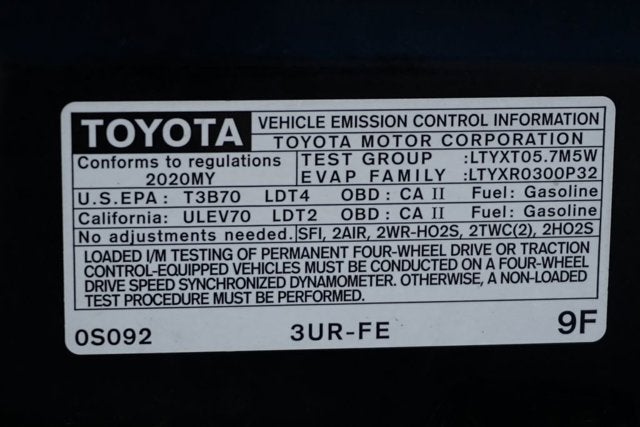 TOYOTA
VEHICLE EMISSION CONTROL INFORMATION
TOYOTA MOTOR CORPORATION
Conforms to regulations
2020MY
TEST GROUP :LTYXT05.7M5W
EVAP FAMILY :LTYXR0300P32
U.S.EPA : T3B70 LDT4 OBD : CA II Fuel: Gasoline
California: ULEV70 LDT2 OBD : CA II Fuel: Gasoline
No adjustments needed. SFI, 2AIR, 2WR-HO2S, 2TWC(2), 2HO2S
LOADED I/M TESTING OF PERMANENT FOUR-WHEEL DRIVE OR TRACTION
CONTROL-EQUIPPED VEHICLES MUST BE CONDUCTED ON A FOUR-WHEEL
DRIVE SPEED SYNCHRONIZED DYNAMOMETER. OTHERWISE, A NON-LOADED
TEST PROCEDURE MUST BE PERFORMED.
0S092 3UR-FE 9F